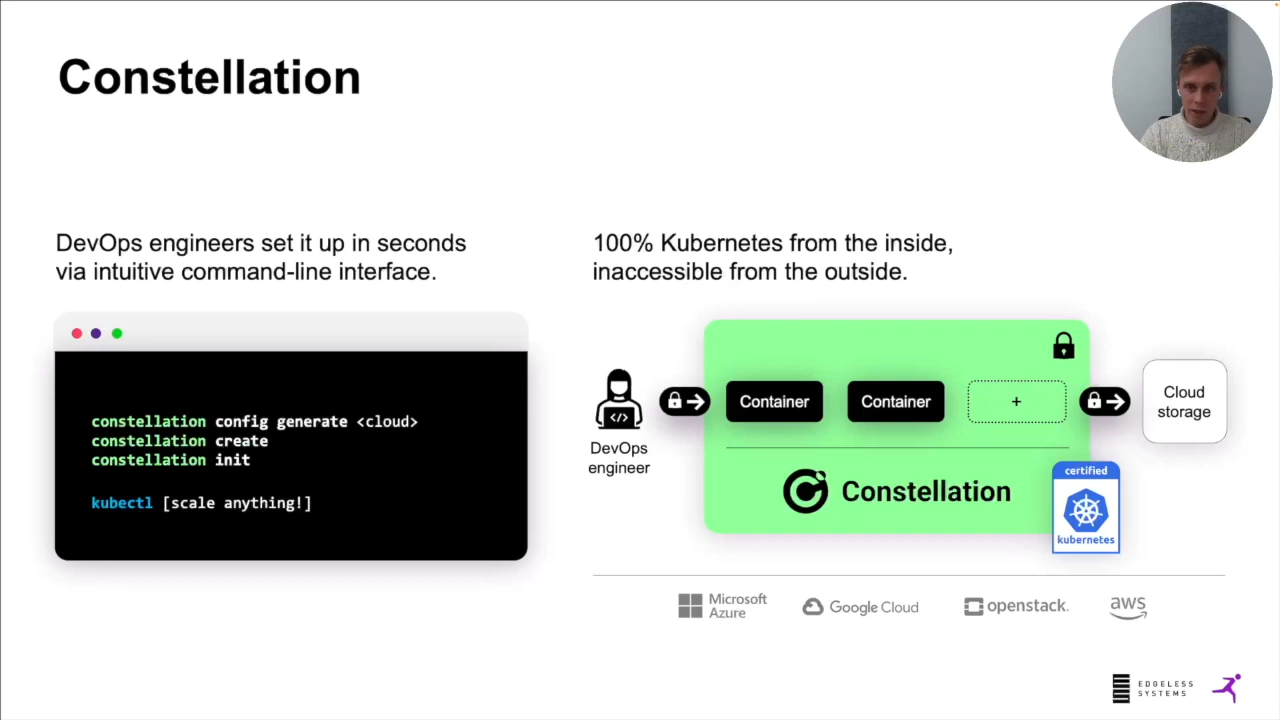 Constellation
DevOps engineers set it up in seconds
via intuitive command-line interface.
constellation config generate <cloud>
constellation create
constellation init
kubectl [scale anything!]
100% Kubernetes from the inside,
inaccessible from the outside.
DevOps
engineer
</>
Container
Container
+
Cloud
storage
Constellation
certified
kubernetes
Microsoft
Azure
Google Cloud
openstack.
aws
EDGELESS
SYSTEMS